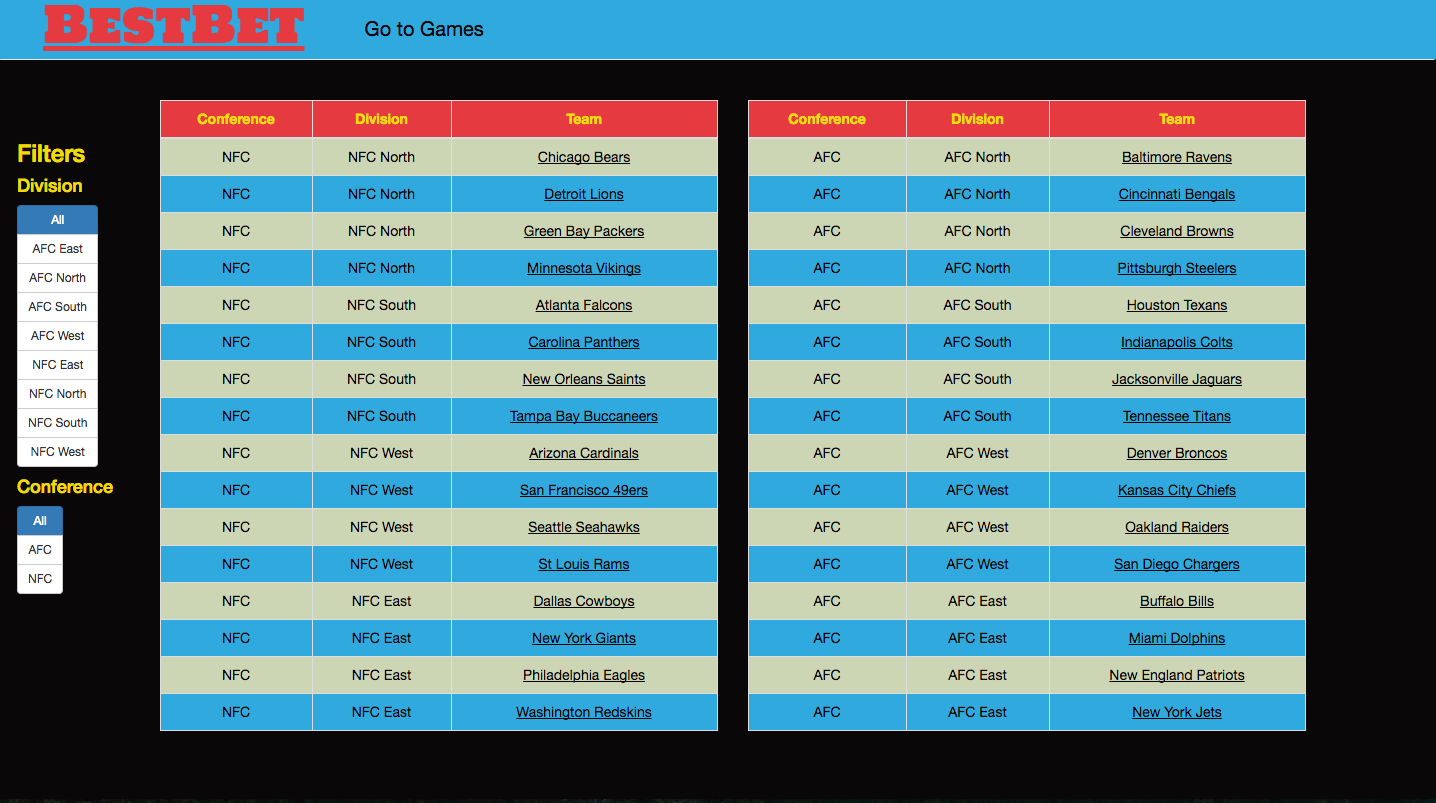 BestBet Go to Games
Filters
Division
All
AFC East
AFC North
AFC South
AFC West
NFC East
NFC North
NFC South
NFC West
Conference
All
AFC
NFC
Conference Division Team
NFC NFC North Chicago Bears
NFC NFC North Detroit Lions
NFC NFC North Green Bay Packers
NFC NFC North Minnesota Vikings
NFC NFC South Atlanta Falcons
NFC NFC South Carolina Panthers
NFC NFC South New Orleans Saints
NFC NFC South Tampa Bay Buccaneers
NFC NFC West Arizona Cardinals
NFC NFC West San Francisco 49ers
NFC NFC West Seattle Seahawks
NFC NFC West St Louis Rams
NFC NFC East Dallas Cowboys
NFC NFC East New York Giants
NFC NFC East Philadelphia Eagles
NFC NFC East Washington Redskins
Conference Division Team
AFC AFC North Baltimore Ravens
AFC AFC North Cincinnati Bengals
AFC AFC North Cleveland Browns
AFC AFC North Pittsburgh Steelers
AFC AFC South Houston Texans
AFC AFC South Indianapolis Colts
AFC AFC South Jacksonville Jaguars
AFC AFC South Tennessee Titans
AFC AFC West Denver Broncos
AFC AFC West Kansas City Chiefs
AFC AFC West Oakland Raiders
AFC AFC West San Diego Chargers
AFC AFC East Buffalo Bills
AFC AFC East Miami Dolphins
AFC AFC East New England Patriots
AFC AFC East New York Jets